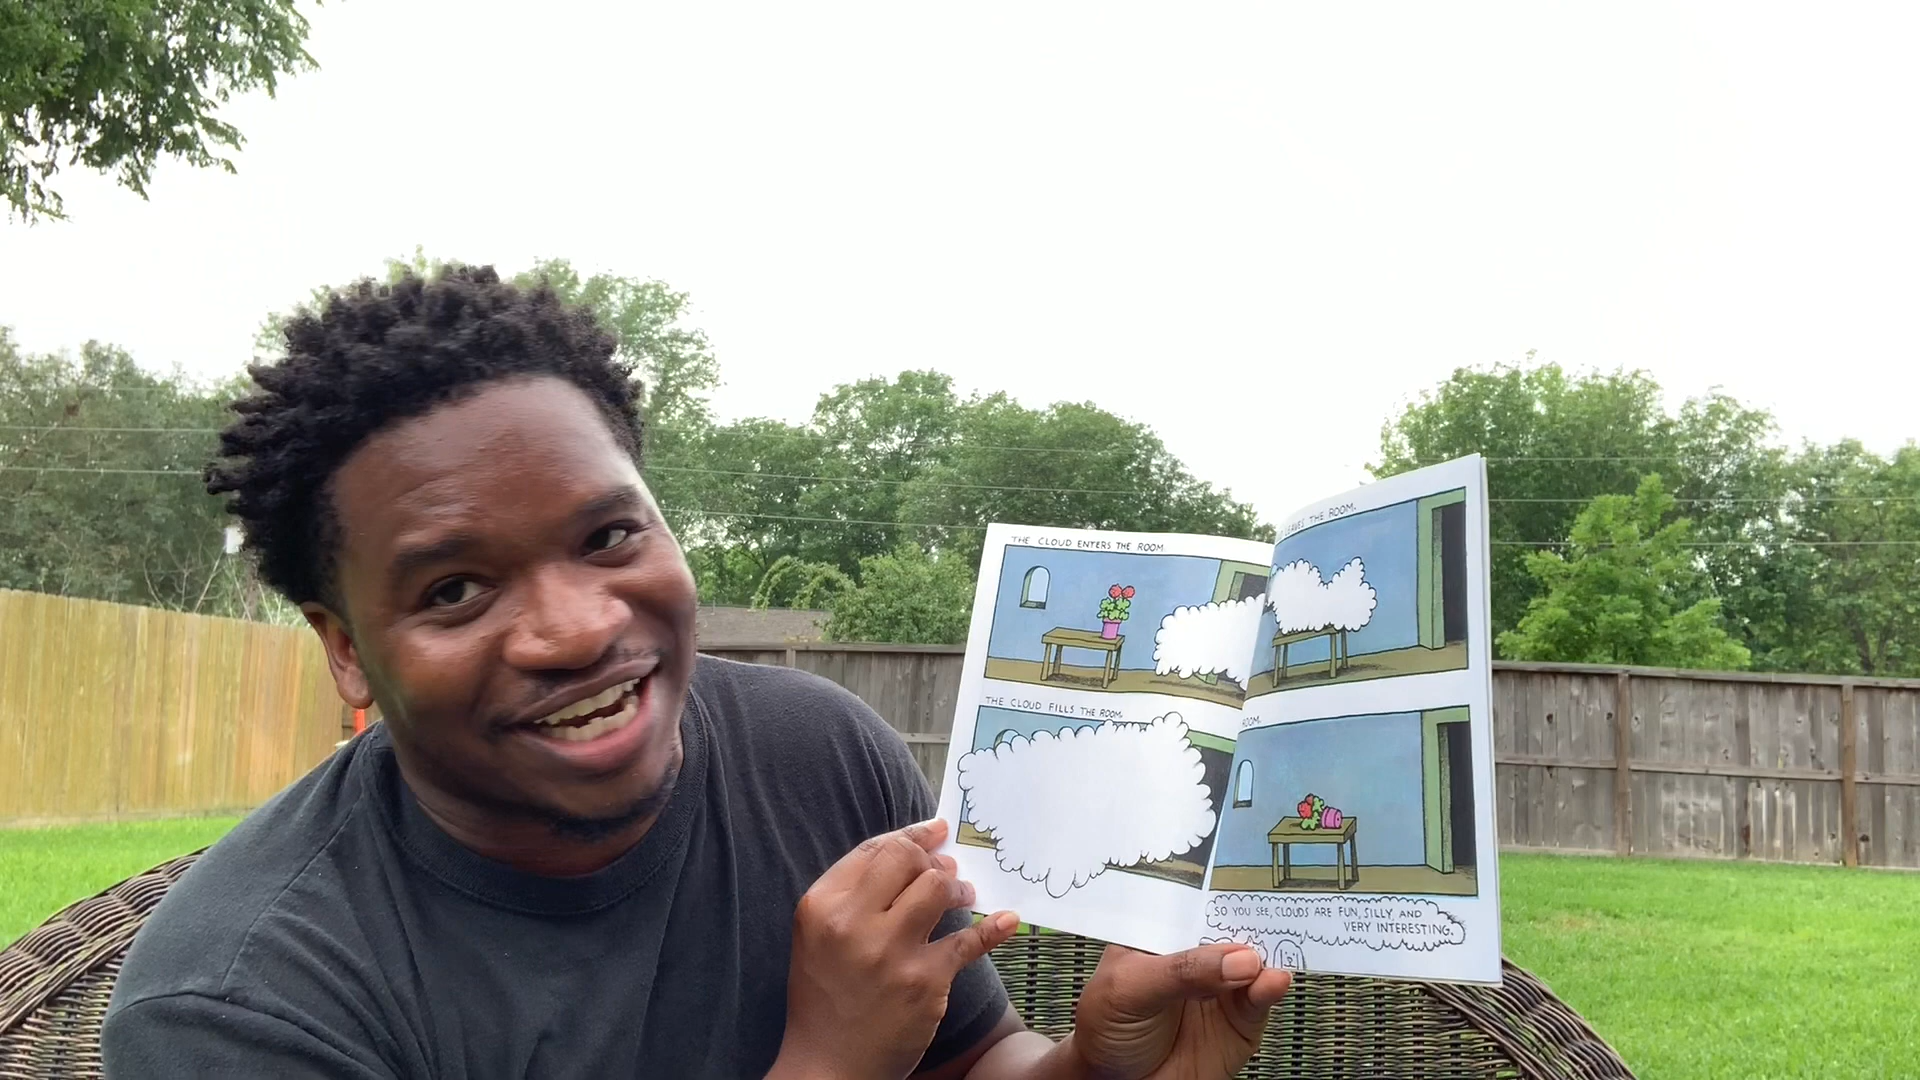 THE CLOUD ENTERS THE ROOM.
THE CLOUD FILLS THE ROOM.
LEAVES THE ROOM.
ROOM.
SO YOU SEE, CLOUDS ARE FUN, SILLY, AND
VERY INTERESTING.